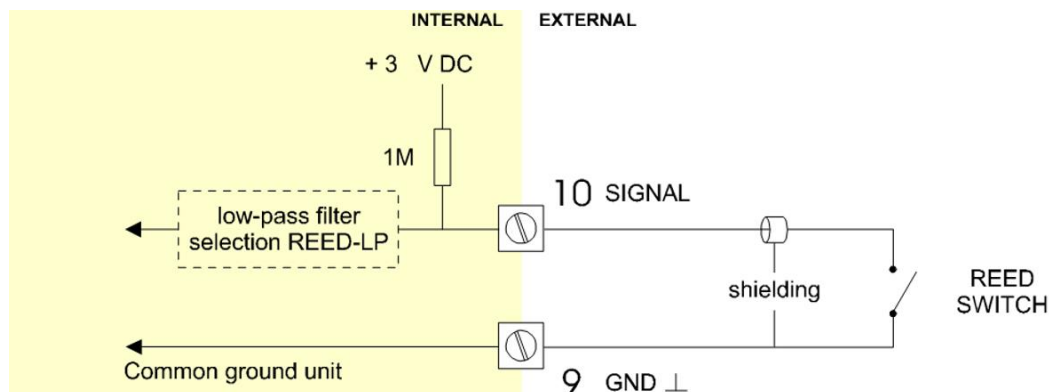 INTERNAL EXTERNAL
+ 3 V DC
1M
10 SIGNAL
low-pass filter
selection REED-LP
shielding
REED
SWITCH
Common ground unit
9 GND ⊥